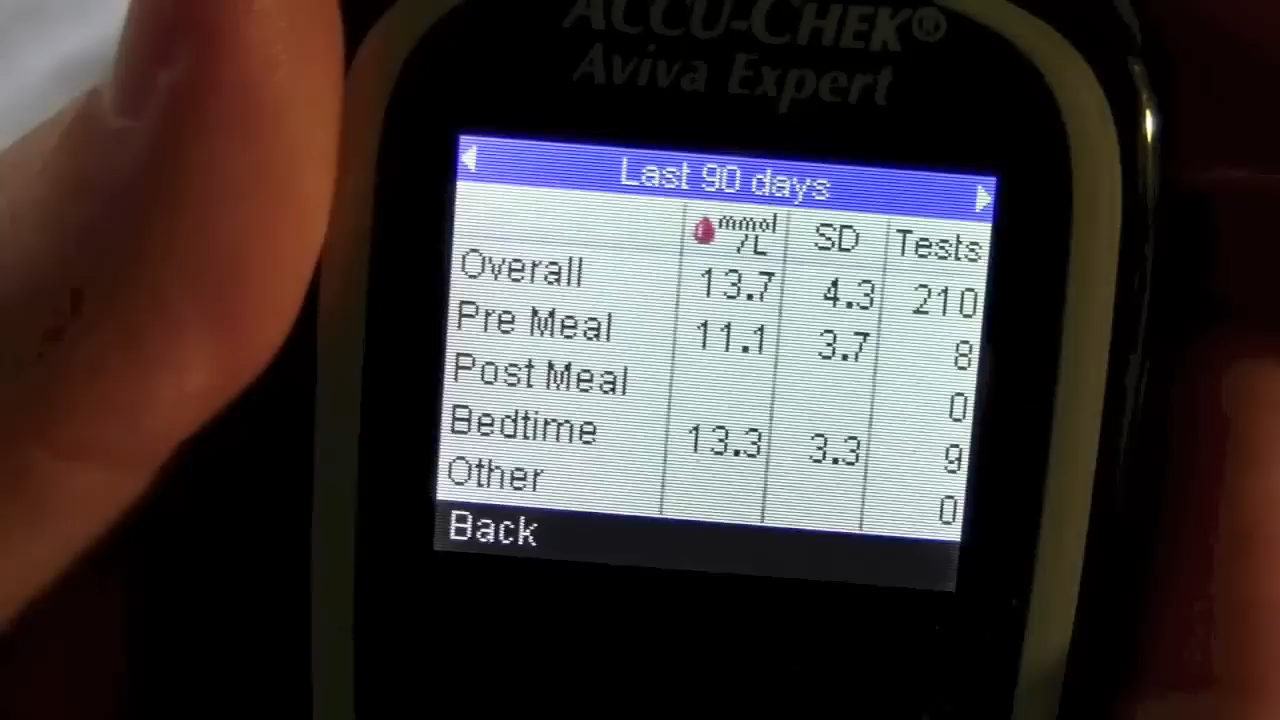 ACCU-CHEK®
Aviva Expert
Last 90 days
mmol/L SD Tests
Overall 13.7 4.3 210
Pre Meal 11.1 3.7 8
Post Meal 0
Bedtime 13.3 3.3 9
Other 0
Back